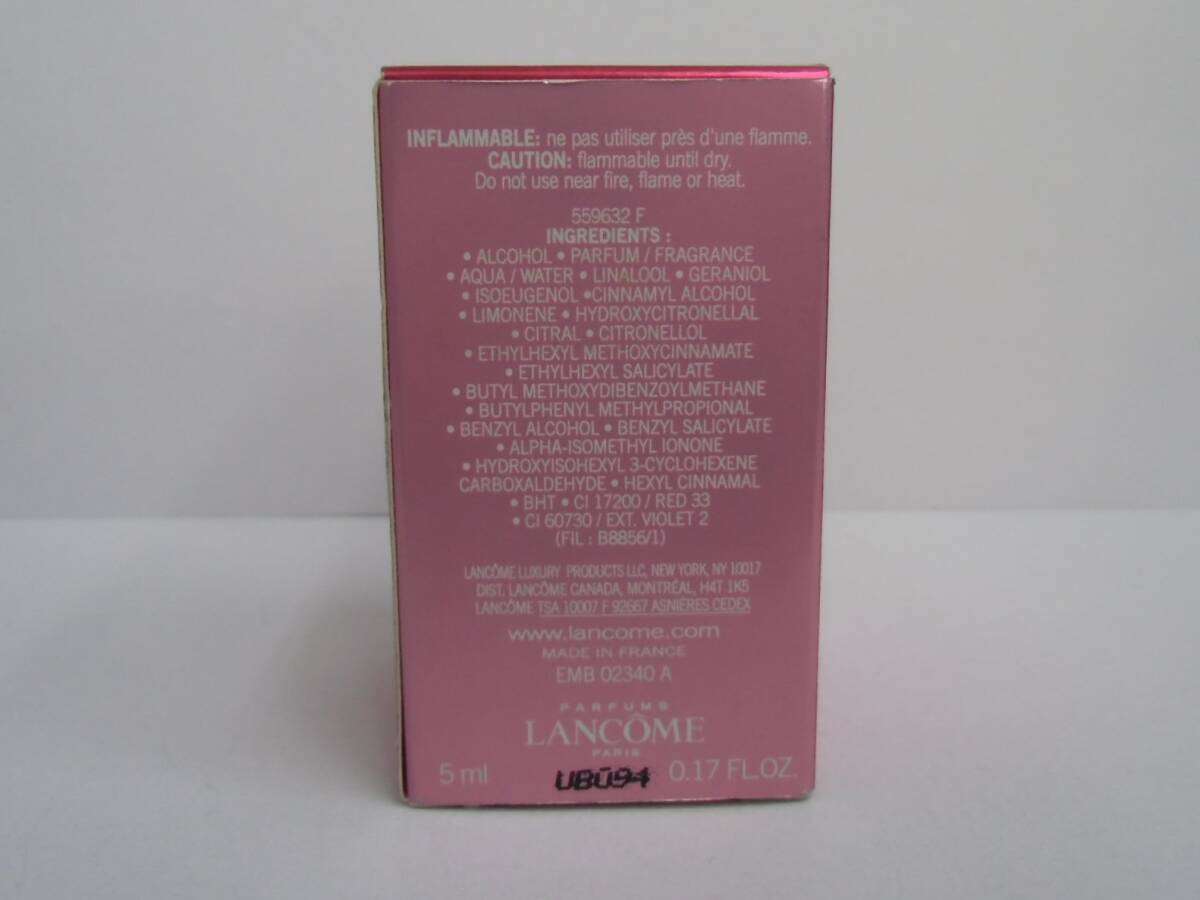 INFLAMMABLE: ne pas utiliser près d'une flamme.
CAUTION: flammable until dry.
Do not use near fire, flame or heat.
559632 F
INGREDIENTS :
• ALCOHOL • PARFUM / FRAGRANCE
• AQUA / WATER • LINALOOL • GERANIOL
• ISOEUGENOL •CINNAMYL ALCOHOL
• LIMONENE • HYDROXYCITRONELLAL
• CITRAL • CITRONELLOL
• ETHYLHEXYL METHOXYCINNAMATE
• ETHYLHEXYL SALICYLATE
• BUTYL METHOXYDIBENZOYLMETHANE
• BUTYLPHENYL METHYLPROPIONAL
• BENZYL ALCOHOL • BENZYL SALICYLATE
• ALPHA-ISOMETHYL IONONE
• HYDROXYISOHEXYL 3-CYCLOHEXENE
CARBOXALDEHYDE • HEXYL CINNAMAL
• BHT • CI 17200 / RED 33
• CI 60730 / EXT. VIOLET 2
(FIL : B8856/1)
LANCÔME LUXURY PRODUCTS LLC, NEW YORK, NY 10017
DIST. LANCÔME CANADA, MONTRÉAL, H4T 1K5
LANCÔME TSA 10007 F 92667 ASNIÈRES CEDEX
www.lancome.com
MADE IN FRANCE
EMB 02340 A
PARFUMS
LANCÔME
PARIS
5 ml UBU94 0.17 FL.OZ.